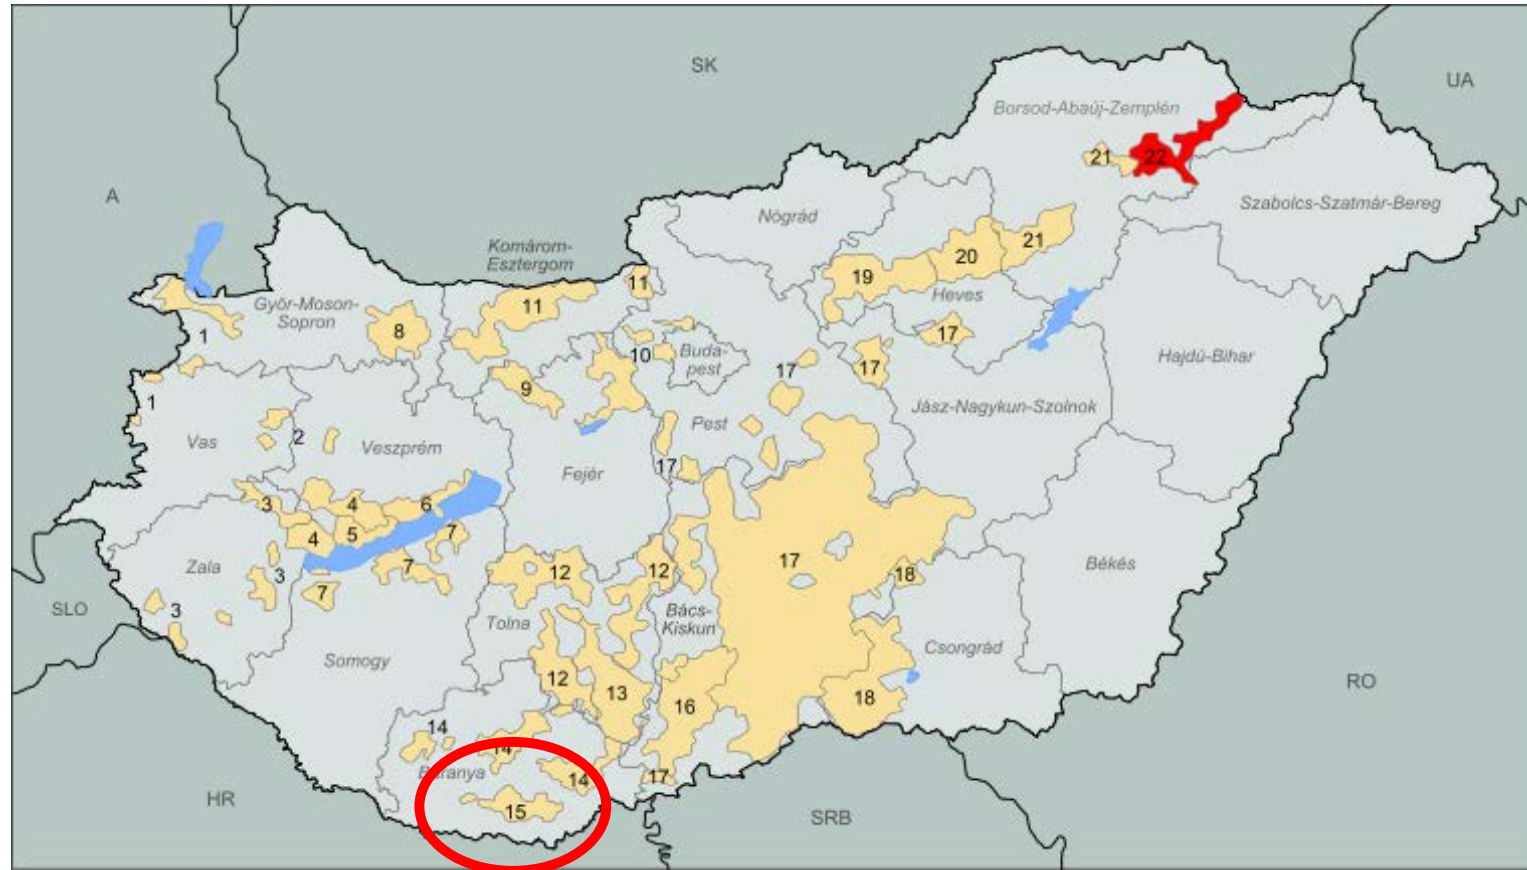 SK
UA
Borsod-Abaúj-Zemplén
21
22
A
Nógrád
Szabolcs-Szatmár-Bereg
Komárom-
Esztergom
11
11
19
20
21
Heves
Győr-Moson-
Sopron
1
8
10
Buda-
pest
17
17
17
Hajdú-Bihar
9
1
Jász-Nagykun-Szolnok
Vas
2
Veszprém
Pest
17
Fejér
3
4
6
4
5
7
7
7
Zala
3
3
12
12
17
18
Békés
SLO
Tolna
Bács-
Kiskun
Csongrád
Somogy
12
13
16
18
RO
14
14
Baranya
14
17
15
HR
SRB